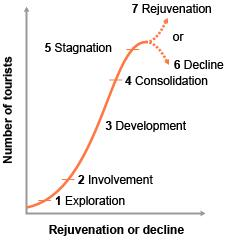 7 Rejuvenation
or
6 Decline
5 Stagnation
4 Consolidation
3 Development
2 Involvement
1 Exploration
Number of tourists
Rejuvenation or decline